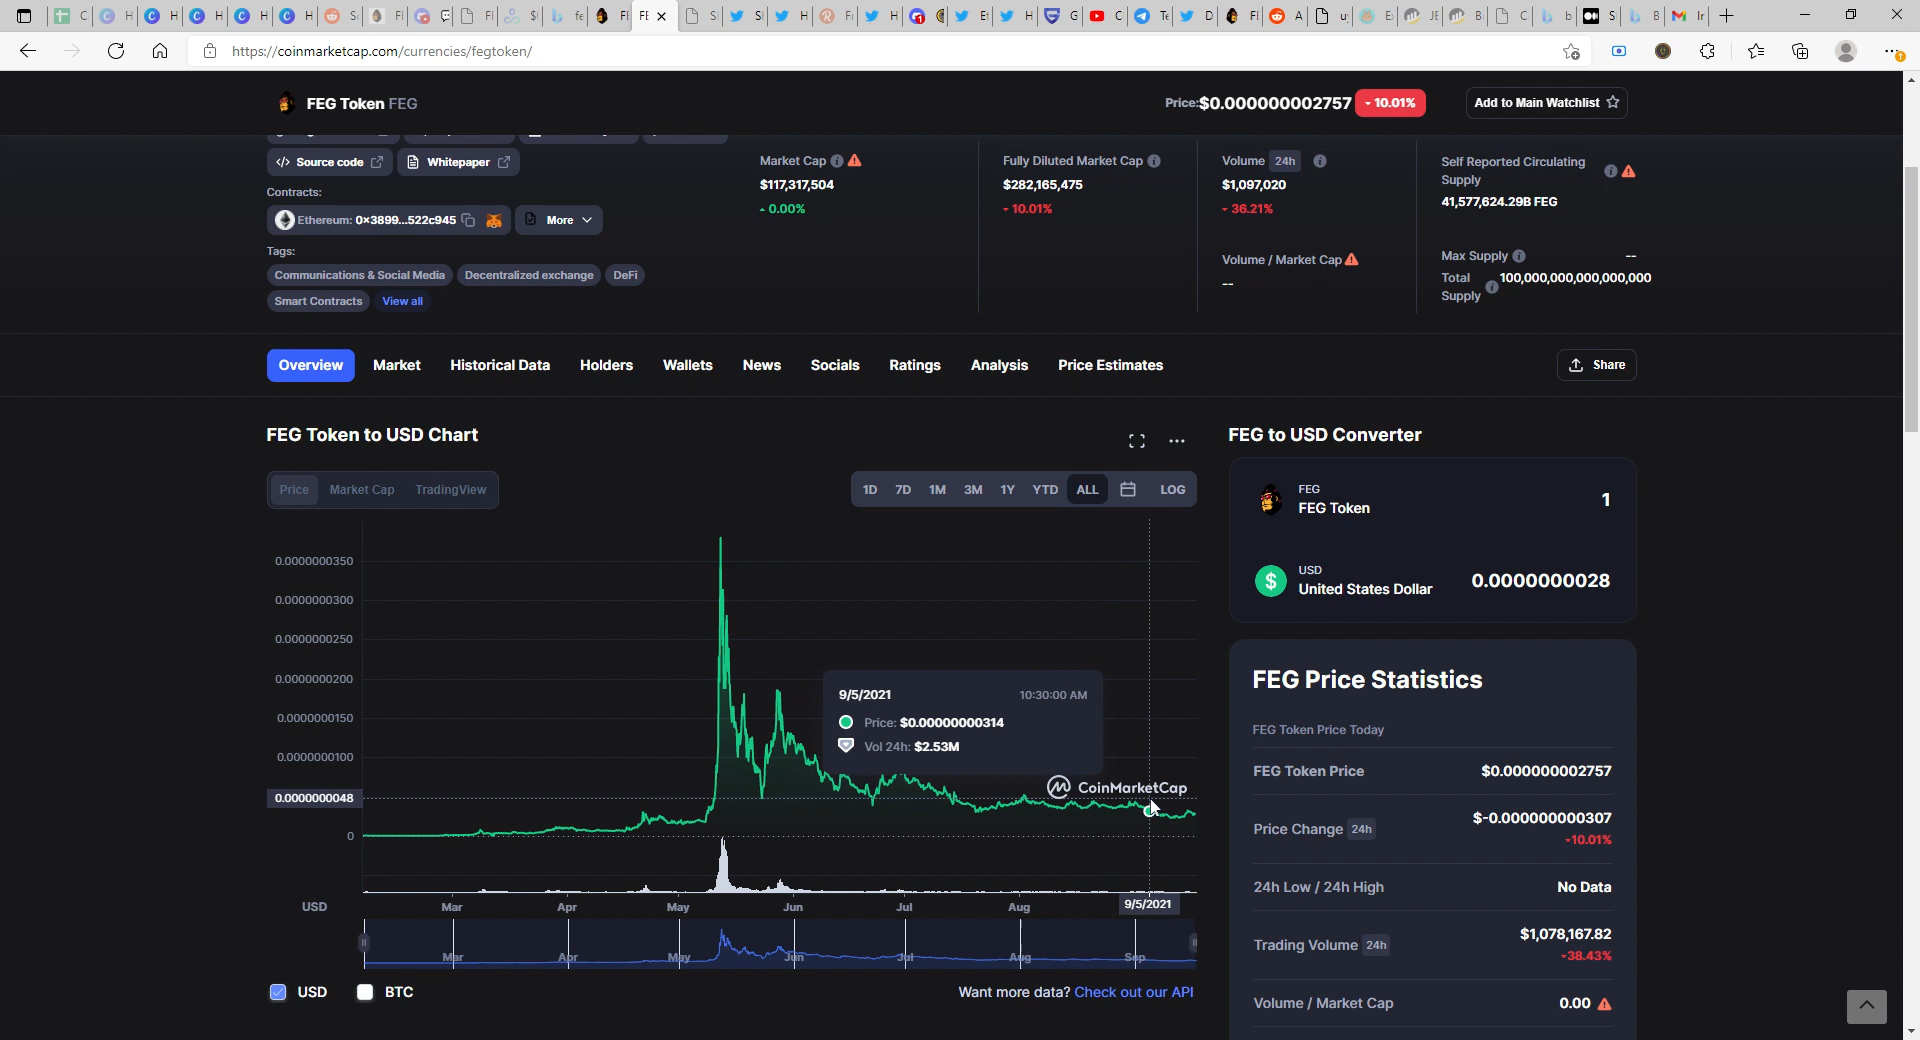 https://coinmarketcap.com/currencies/fegtoken/
FEG Token FEG
Price:$0.000000002757 10.01%
Add to Main Watchlist
Source code
Whitepaper
Contracts:
Ethereum: 0x3899...522c945
More
Tags:
Communications & Social Media
Decentralized exchange
DeFi
Smart Contracts
View all
Market Cap
$117,317,504
0.00%
Fully Diluted Market Cap
$282,165,475
10.01%
Volume 24h
$1,097,020
36.21%
Volume / Market Cap
--
Self Reported Circulating
Supply
41,577,624.29B FEG
Max Supply --
Total
Supply
100,000,000,000,000,000
Overview
Market
Historical Data
Holders
Wallets
News
Socials
Ratings
Analysis
Price Estimates
Share
FEG Token to USD Chart
Price
Market Cap
TradingView
1D
7D
1M
3M
1Y
YTD
ALL
LOG
0.0000000350
0.0000000300
0.0000000250
0.0000000200
0.0000000150
0.0000000100
0.0000000048
0
9/5/2021 10:30:00 AM
Price: $0.00000000314
Vol 24h: $2.53M
CoinMarketCap
USD
Mar
Apr
May
Jun
Jul
Aug
9/5/2021
Mar
Apr
May
Jun
Jul
Aug
Sep
USD
BTC
Want more data? Check out our API
FEG to USD Converter
FEG
FEG Token
1
USD
United States Dollar
0.0000000028
FEG Price Statistics
FEG Token Price Today
FEG Token Price $0.000000002757
Price Change 24h $-0.000000000307
10.01%
24h Low / 24h High No Data
Trading Volume 24h $1,078,167.82
38.43%
Volume / Market Cap 0.00